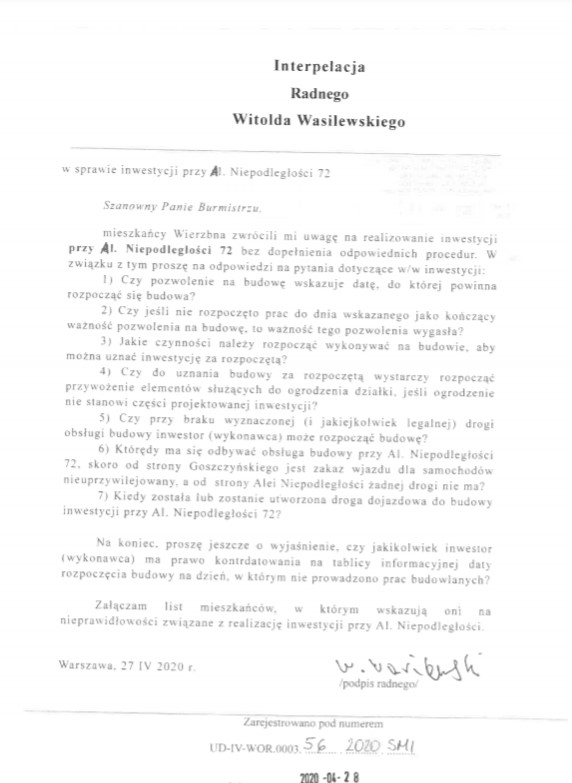 Interpelacja
Radnego
Witolda Wasilewskiego
w sprawie inwestycji przy Al. Niepodległości 72
Szanowny Panie Burmistrzu.
mieszkańcy Wierzbna zwrócili mi uwagę na realizowanie inwestycji
przy Al. Niepodległości 72 bez dopełnienia odpowiednich procedur. W
związku z tym proszę na odpowiedzi na pytania dotyczące w/w inwestycji:
1) Czy pozwolenie na budowę wskazuje datę, do której powinna
rozpocząć się budowa?
2) Czy jeśli nie rozpoczęto prac do dnia wskazanego jako kończący
ważność pozwolenia na budowę, to ważność tego pozwolenia wygasła?
3) Jakie czynności należy rozpocząć wykonywać na budowie, aby
można uznać inwestycję za rozpoczętą?
4) Czy do uznania budowy za rozpoczętą wystarczy rozpocząć
przywożenie elementów służących do ogrodzenia działki, jeśli ogrodzenie
nie stanowi części projektowanej inwestycji?
5) Czy przy braku wyznaczonej (i jakiejkolwiek legalnej) drogi
obsługi budowy inwestor (wykonawca) może rozpocząć budowę?
6) Którędy ma się odbywać obsługa budowy przy Al. Niepodległości
72, skoro od strony Goszczyńskiego jest zakaz wjazdu dla samochodów
nieuprzywilejowany, a od strony Alei Niepodległości żadnej drogi nie ma?
7) Kiedy została lub zostanie utworzona droga dojazdowa do budowy
inwestycji przy Al. Niepodległości 72?
Na koniec, proszę jeszcze o wyjaśnienie, czy jakikolwiek inwestor
(wykonawca) ma prawo kontrdatowania na tablicy informacyjnej daty
rozpoczęcia budowy na dzień, w którym nie prowadzono prac budowlanych?
Załączam list mieszkańców, w którym wskazują oni na
nieprawidłowości związane z realizację inwestycji przy Al. Niepodległości.
Warszawa, 27 IV 2020 r.
/podpis radnego/
Zarejestrowano pod numerem
UD-IV-WOR.0003. 56 2020 SMI
2020 -04- 28